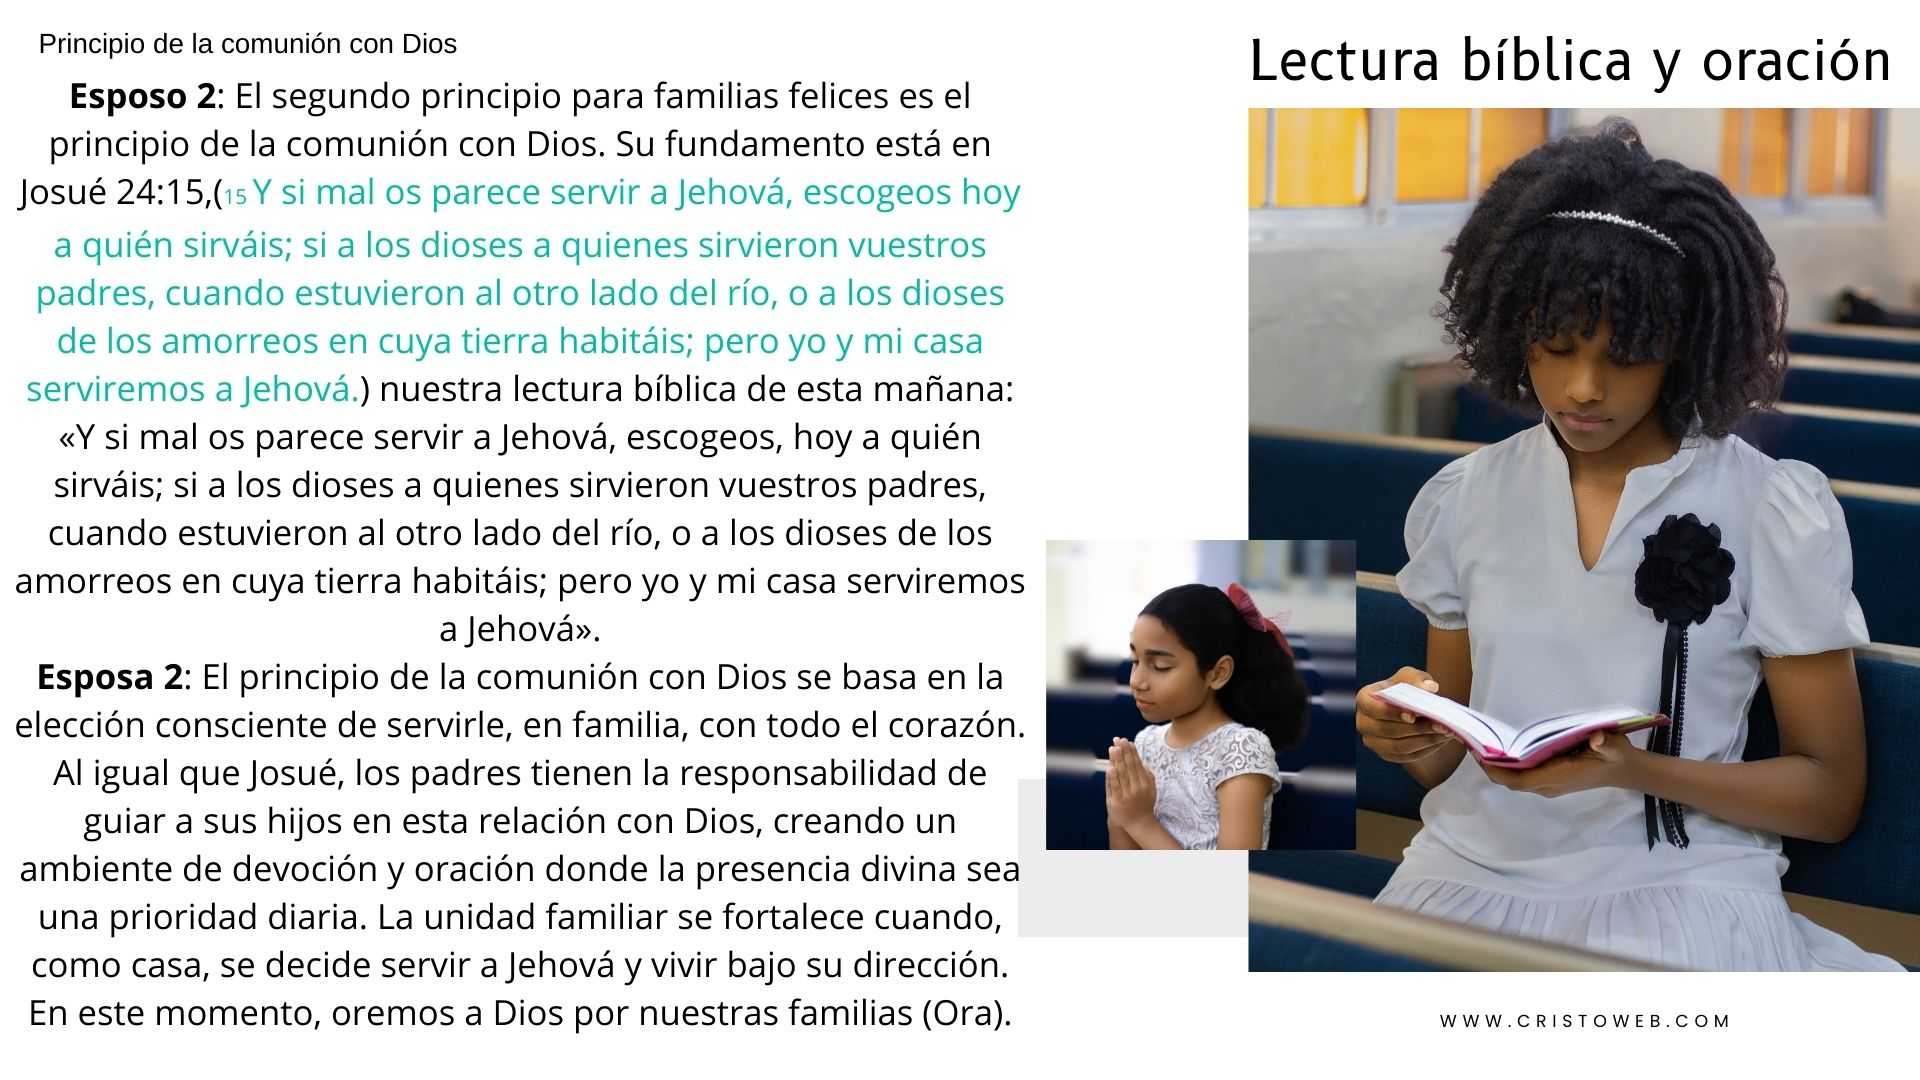 Principio de la comunión con Dios
Lectura bíblica y oración
Esposo 2: El segundo principio para familias felices es el
principio de la comunión con Dios. Su fundamento está en
Josué 24:15,(15 Y si mal os parece servir a Jehová, escogeos hoy
a quién sirváis; si a los dioses a quienes sirvieron vuestros
padres, cuando estuvieron al otro lado del río, o a los dioses
de los amorreos en cuya tierra habitáis; pero yo y mi casa
serviremos a Jehová.) nuestra lectura bíblica de esta mañana:
«Y si mal os parece servir a Jehová, escogeos, hoy a quién
sirváis; si a los dioses a quienes sirvieron vuestros padres,
cuando estuvieron al otro lado del río, o a los dioses de los
amorreos en cuya tierra habitáis; pero yo y mi casa serviremos
a Jehová».
Esposa 2: El principio de la comunión con Dios se basa en la
elección consciente de servirle, en familia, con todo el corazón.
Al igual que Josué, los padres tienen la responsabilidad de
guiar a sus hijos en esta relación con Dios, creando un
ambiente de devoción y oración donde la presencia divina sea
una prioridad diaria. La unidad familiar se fortalece cuando,
como casa, se decide servir a Jehová y vivir bajo su dirección.
En este momento, oremos a Dios por nuestras familias (Ora).
WWW.CRISTOWEB.COM